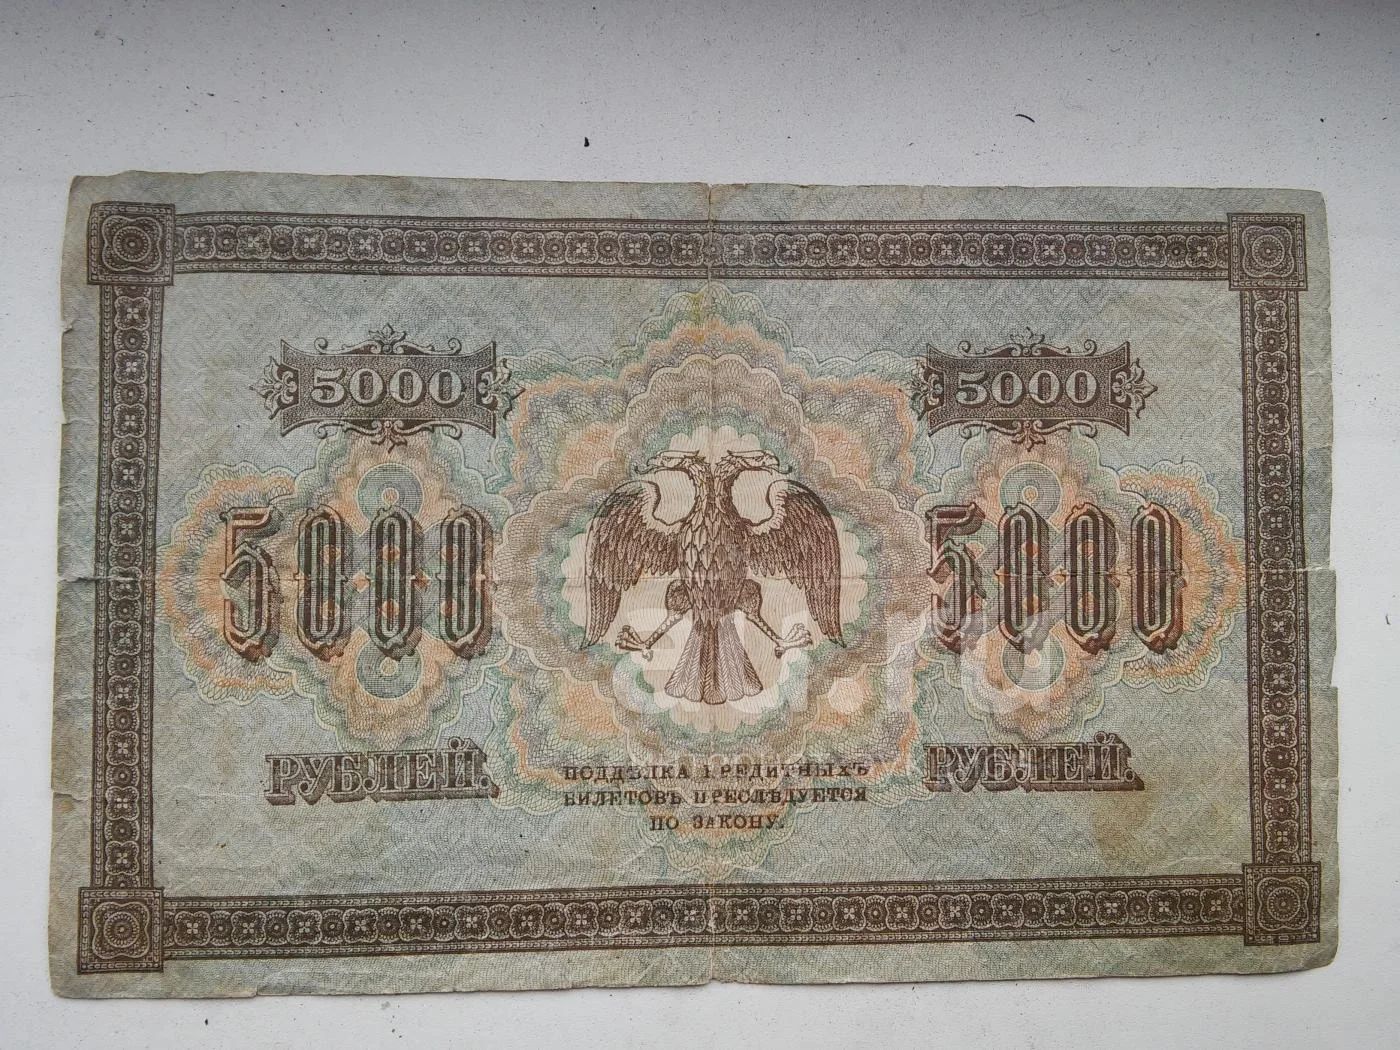 5000
5000
5000
5000
РУБЛЕЙ.
РУБЛЕЙ.
ПОДДѢЛКА КРЕДИТНЫХЪ
БИЛЕТОВЪ ПРЕСЛѢДУЕТСЯ
ПО ЗАКОНУ.